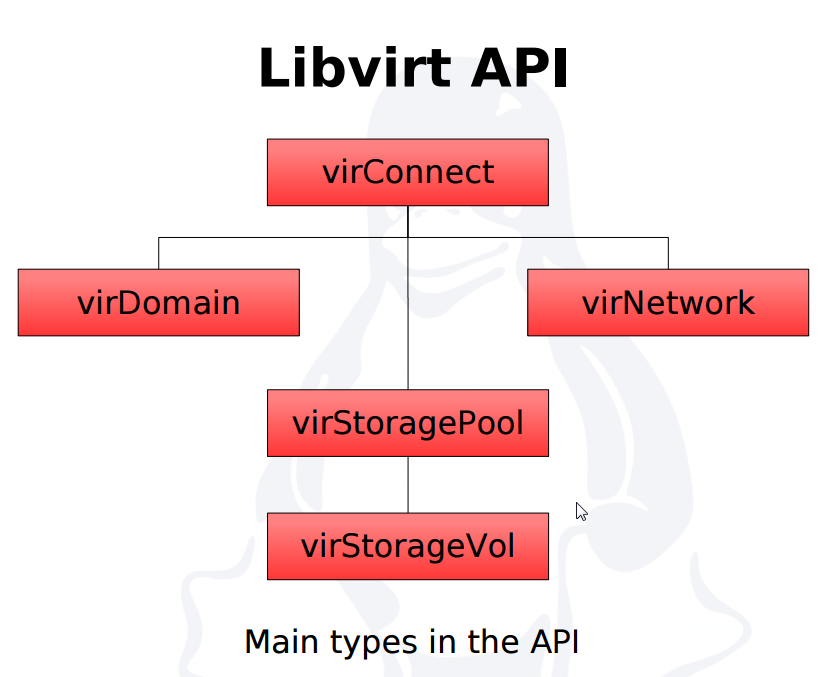 Libvirt API
virConnect
virDomain
virNetwork
virStoragePool
virStorageVol
Main types in the API